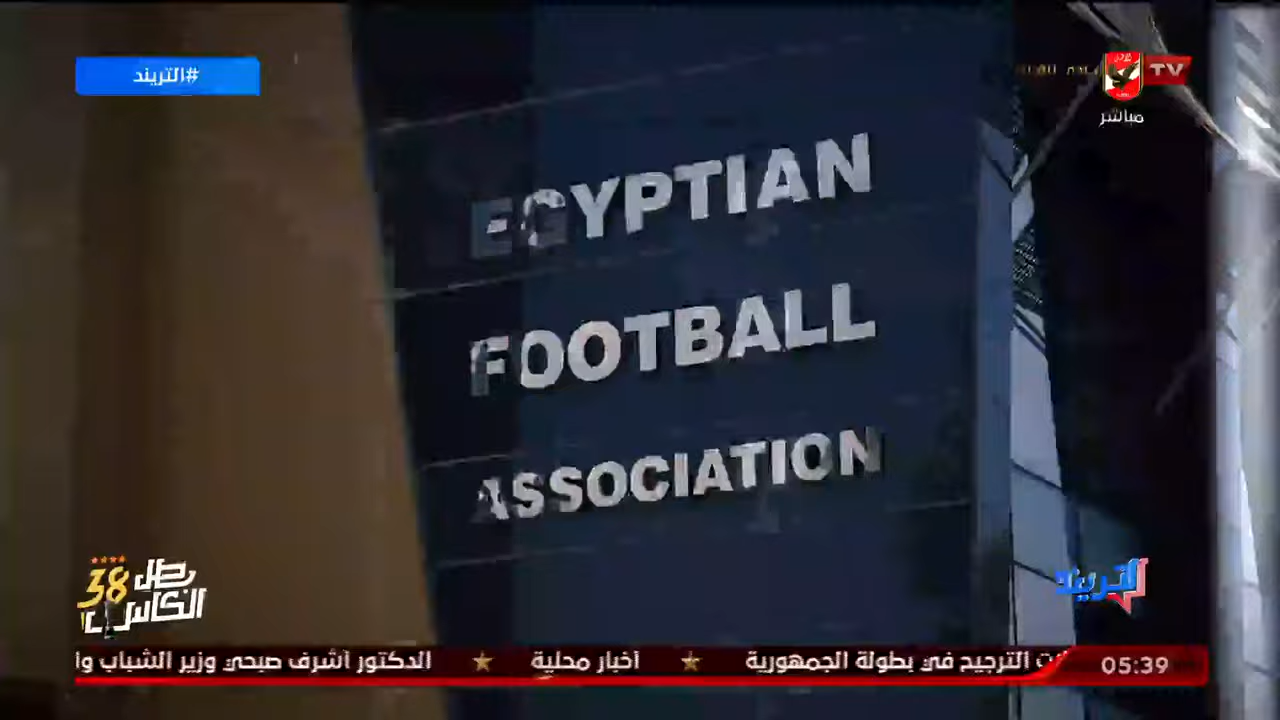 #التريند
TV
مباشر
EGYPTIAN
FOOTBALL
ASSOCIATION
بطل 38
الكاس
التريند
الترجيح في بطولة الجمهورية ★ أخبار محلية ★ الدكتور أشرف صبحي وزير الشباب
05:39